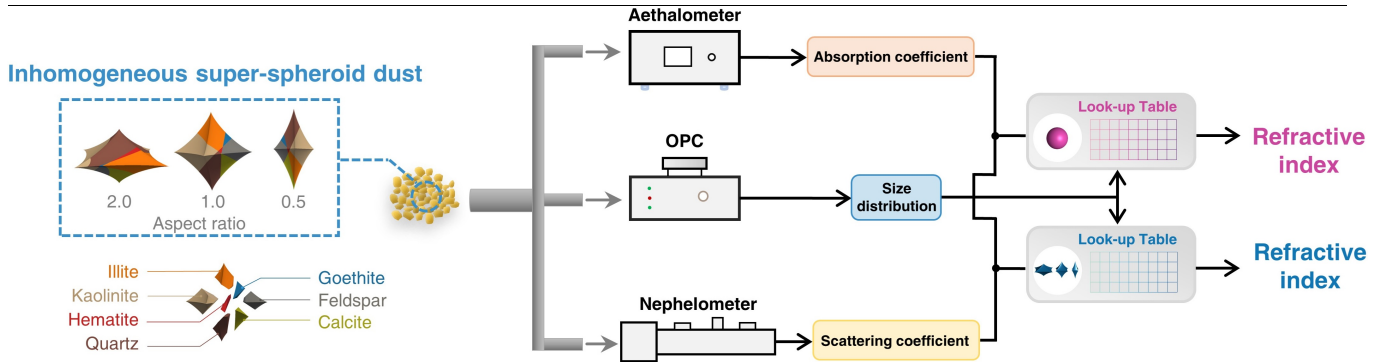 Inhomogeneous super-spheroid dust
2.0 1.0 0.5
Aspect ratio
Illite
Kaolinite
Hematite
Quartz
Goethite
Feldspar
Calcite
Aethalometer
Absorption coefficient
OPC
Size
distribution
Nephelometer
Scattering coefficient
Look-up Table
Refractive
index
Look-up Table
Refractive
index